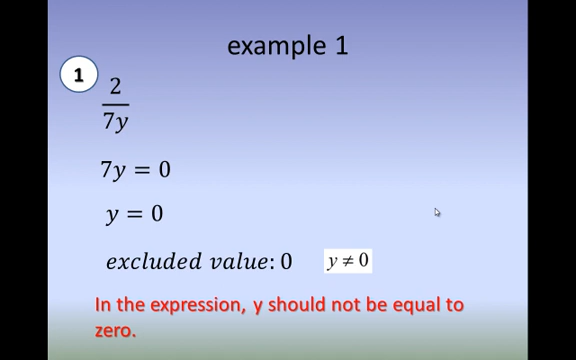 example 1
1
2
7y
7y = 0
y = 0
excluded value: 0 y ≠ 0
In the expression, y should not be equal to
zero.